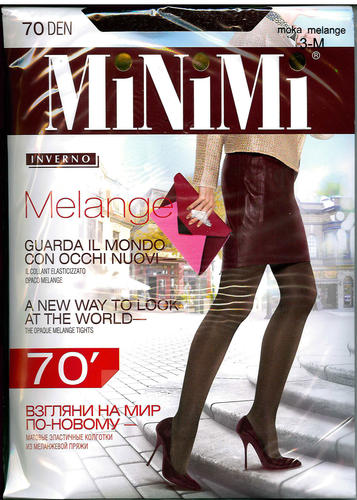 70 DEN
moka melange
3-M
MiNiMi®
INVERNO
Melange
GUARDA IL MONDO
CON OCCHI NUOVI—
IL COLLANT ELASTICIZZATO
OPACO MELANGE
A NEW WAY TO LOOK
AT THE WORLD—
THE OPAQUE MELANGE TIGHTS
70’
ВЗГЛЯНИ НА МИР
ПО-НОВОМУ—
МАТОВЫЕ ЭЛАСТИЧНЫЕ КОЛГОТКИ
ИЗ МЕЛАНЖЕВОЙ ПРЯЖИ